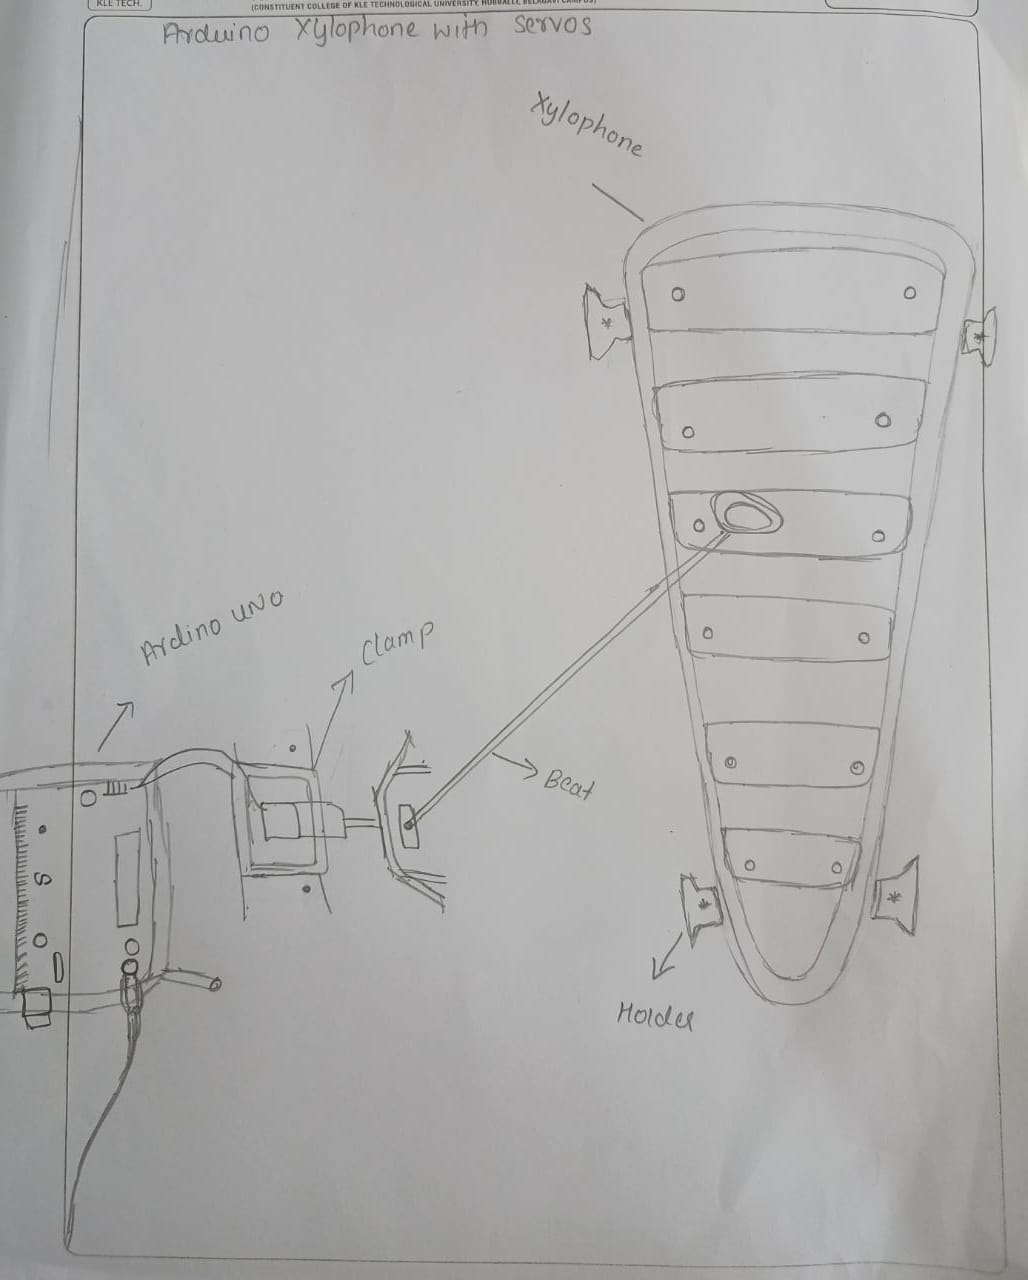 KLE TECH.
(CONSTITUENT COLLEGE OF KLE TECHNOLOGICAL UNIVERSITY, HUBBALLI, BELAGAVI CAMPUS)
Arduino Xylophone with servos
Xylophone
Ardino UNO
Clamp
Beat
Holder